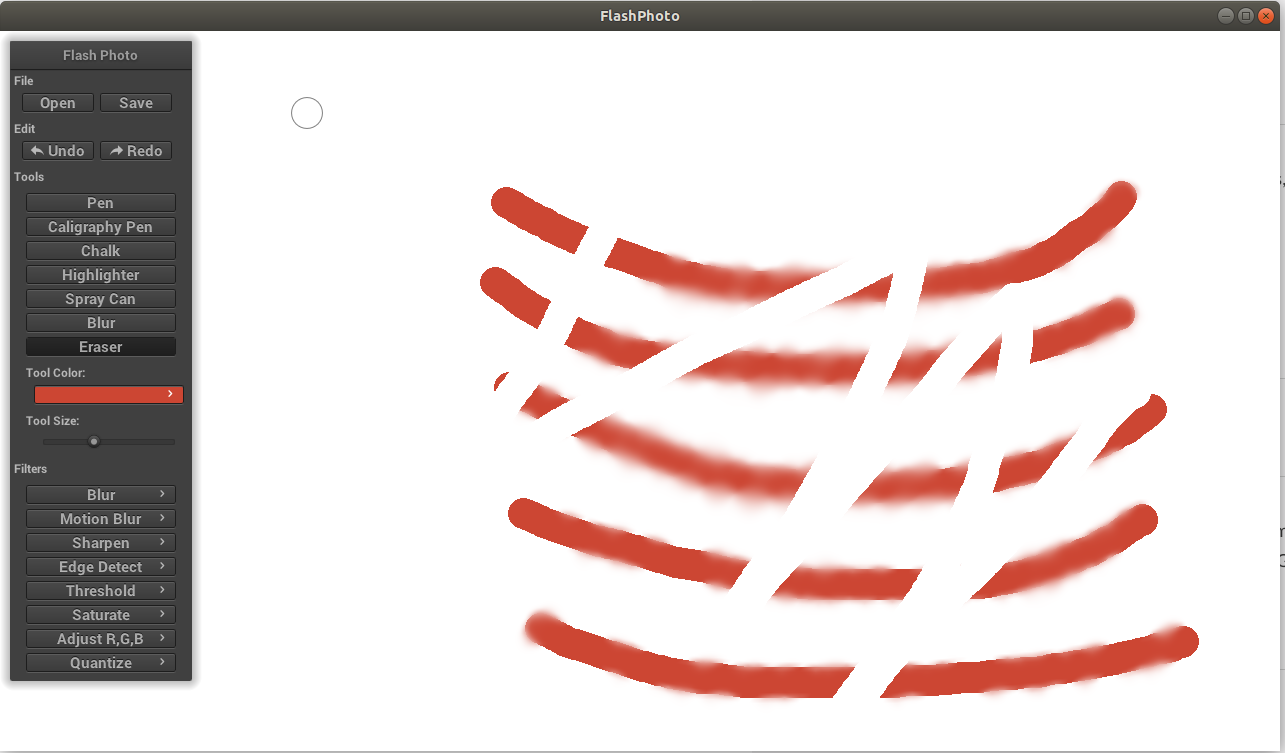 FlashPhoto
Flash Photo
File
Open Save
Edit
Undo Redo
Tools
Pen
Caligraphy Pen
Chalk
Highlighter
Spray Can
Blur
Eraser
Tool Color:
Tool Size:
Filters
Blur
Motion Blur
Sharpen
Edge Detect
Threshold
Saturate
Adjust R,G,B
Quantize